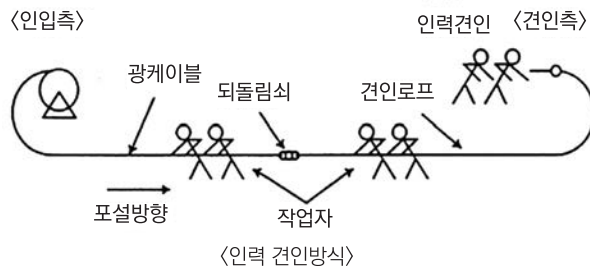 〈인입측〉
인력견인 〈견인측〉
광케이블
되돌림쇠
견인로프
포설방향
작업자
〈인력 견인방식〉